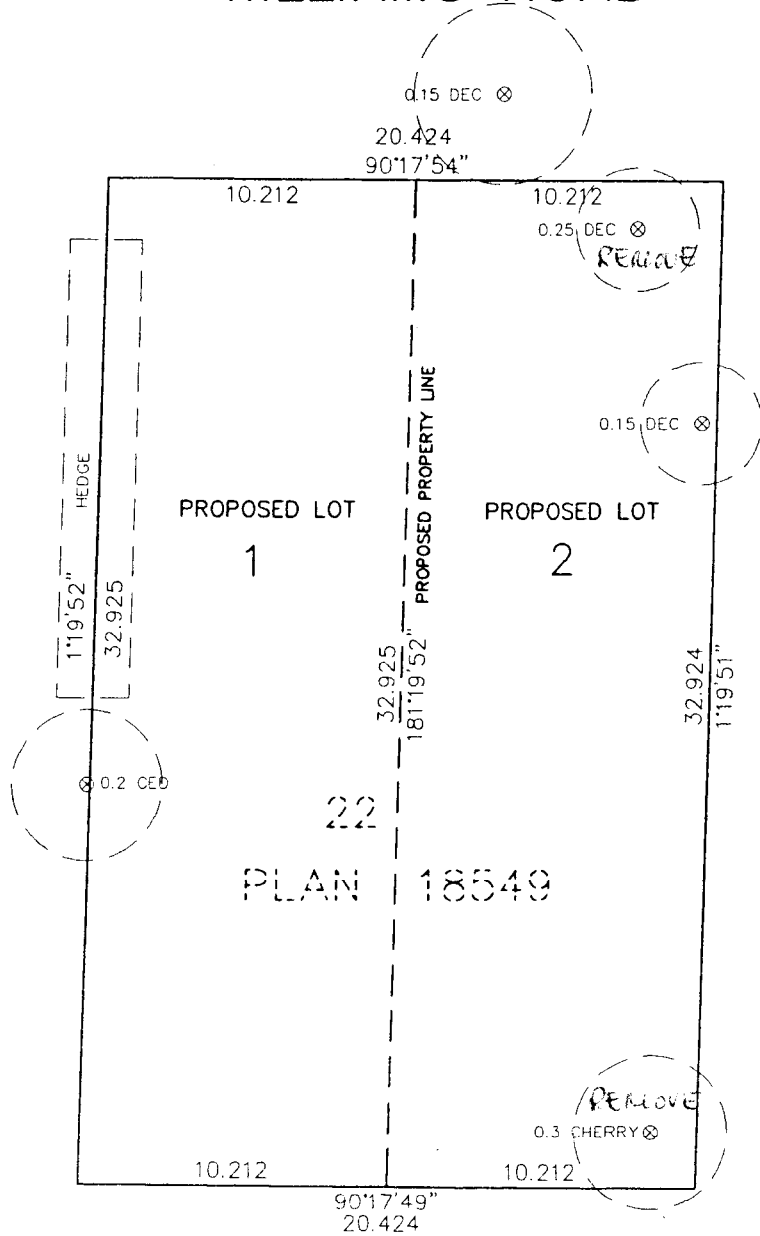 0.15 DEC
20.424
90°17'54"
10.212
10.212
0.25 DEC
REMOVE
0.15 DEC
HEDGE
PROPOSED PROPERTY LINE
PROPOSED LOT
1
PROPOSED LOT
2
1°19'52"
32.925
32.925
181°19'52"
32.924
1°19'51"
0.2 CED
22
PLAN 18549
REMOVE
0.3 CHERRY
10.212
10.212
90°17'49"
20.424